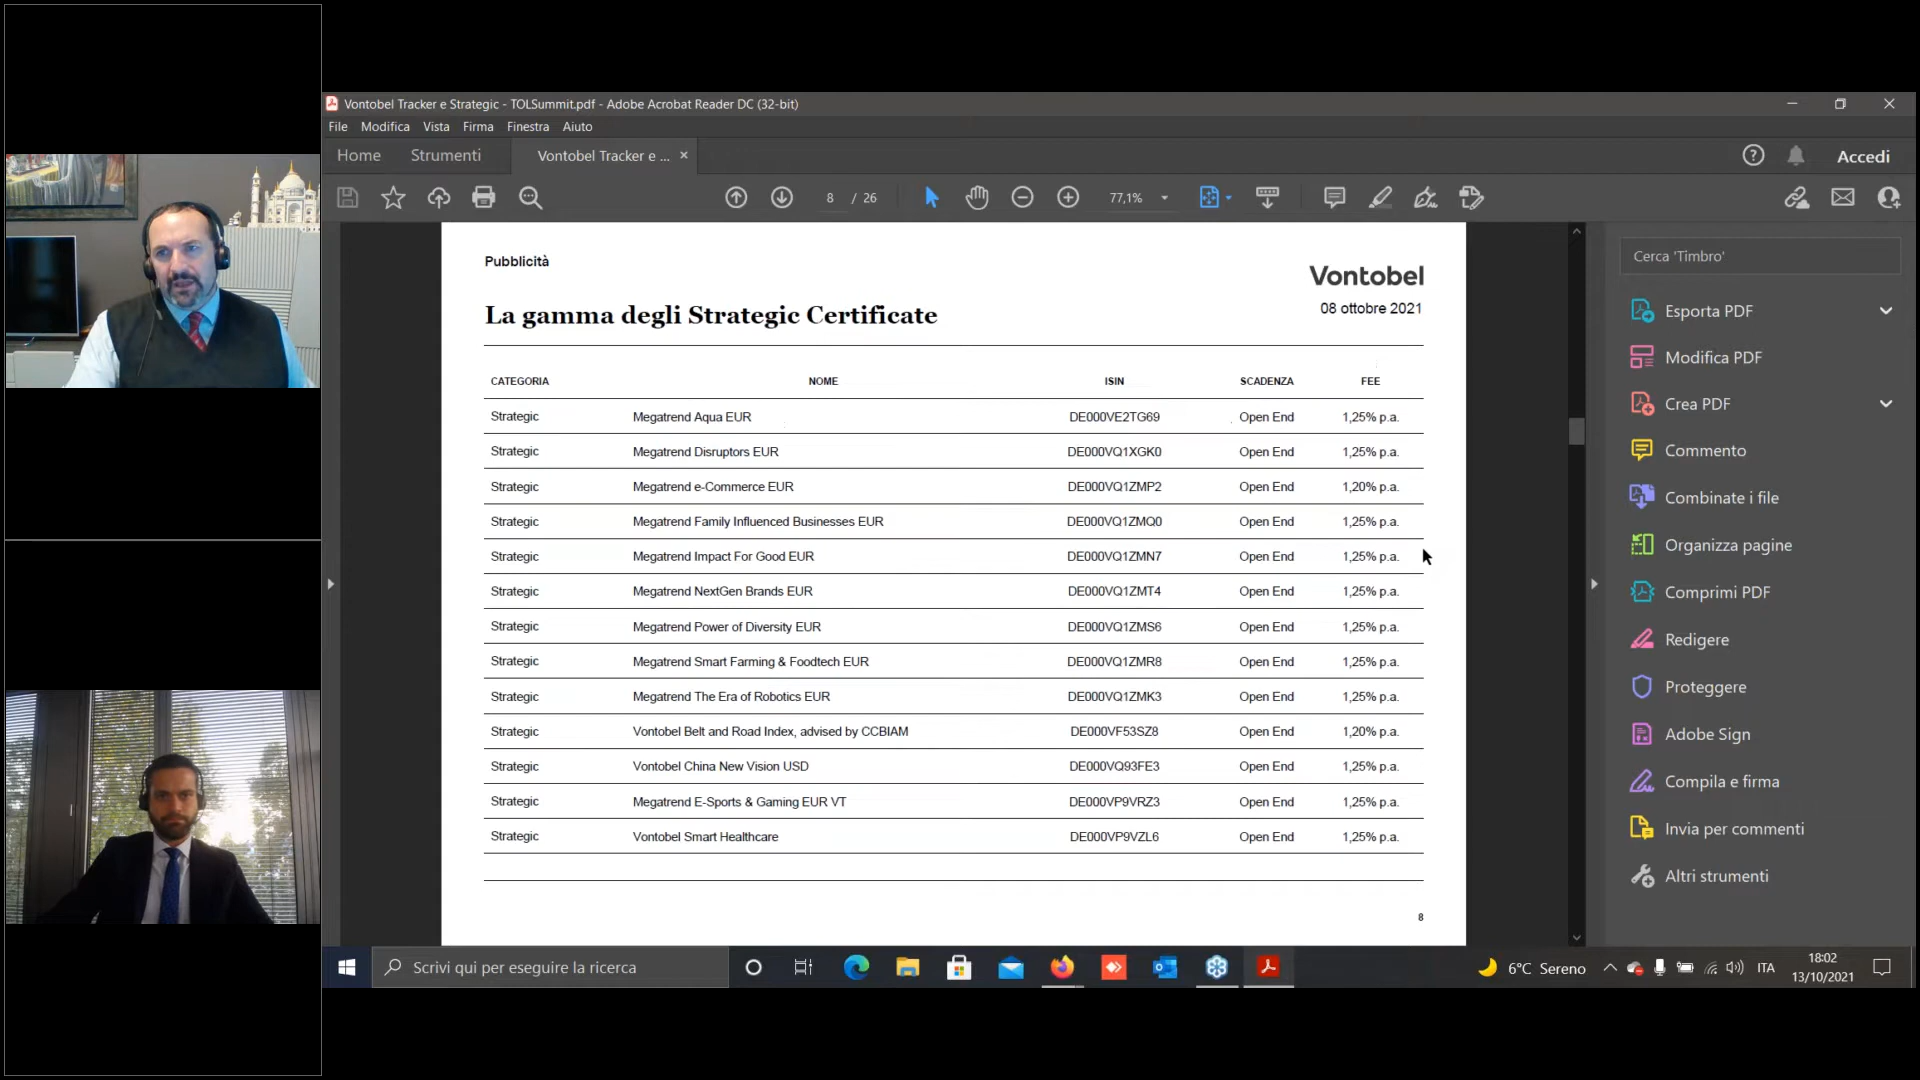 Vontobel Tracker e Strategic - TOLSummit.pdf - Adobe Acrobat Reader DC (32-bit)
File Modifica Vista Firma Finestra Aiuto
Home Strumenti Vontobel Tracker e ... Accedi
8 / 26 77,1%
Pubblicità
Vontobel
08 ottobre 2021
La gamma degli Strategic Certificate
CATEGORIA NOME ISIN SCADENZA FEE
Strategic Megatrend Aqua EUR DE000VE2TG69 Open End 1,25% p.a.
Strategic Megatrend Disruptors EUR DE000VQ1XGK0 Open End 1,25% p.a.
Strategic Megatrend e-Commerce EUR DE000VQ1ZMP2 Open End 1,20% p.a.
Strategic Megatrend Family Influenced Businesses EUR DE000VQ1ZMQ0 Open End 1,25% p.a.
Strategic Megatrend Impact For Good EUR DE000VQ1ZMN7 Open End 1,25% p.a.
Strategic Megatrend NextGen Brands EUR DE000VQ1ZMT4 Open End 1,25% p.a.
Strategic Megatrend Power of Diversity EUR DE000VQ1ZMS6 Open End 1,25% p.a.
Strategic Megatrend Smart Farming & Foodtech EUR DE000VQ1ZMR8 Open End 1,25% p.a.
Strategic Megatrend The Era of Robotics EUR DE000VQ1ZMK3 Open End 1,25% p.a.
Strategic Vontobel Belt and Road Index, advised by CCBIAM DE000VF53SZ8 Open End 1,20% p.a.
Strategic Vontobel China New Vision USD DE000VQ93FE3 Open End 1,25% p.a.
Strategic Megatrend E-Sports & Gaming EUR VT DE000VP9VRZ3 Open End 1,25% p.a.
Strategic Vontobel Smart Healthcare DE000VP9VZL6 Open End 1,25% p.a.
8
Cerca 'Timbro'
Esporta PDF
Modifica PDF
Crea PDF
Commento
Combinate i file
Organizza pagine
Comprimi PDF
Redigere
Proteggere
Adobe Sign
Compila e firma
Invia per commenti
Altri strumenti
Scrivi qui per eseguire la ricerca
6°C Sereno ITA
18:02
13/10/2021